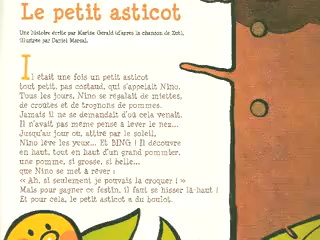 Le petit asticot
Une histoire écrite par Marlène Gérald (d'après la chanson de Zut),
illustrée par Daniel
Il était une fois un petit asticot
tout petit, pas costaud, qui s'appelait Nino.
Tous les jours, Nino se régalait de miettes,
de croûtes et de trognons de pommes.
Jamais il ne se demandait d'où cela venait.
Il n'avait pas même pensé à lever le nez...
Jusqu'au jour où, attiré par le soleil,
Nino lève les yeux... Et BING ! Il découvre
en haut, tout en haut d'un grand pommier,
une pomme, si grosse, si belle...
que Nino se met à rêver :
« Ah, si seulement je pouvais la croquer ! »
Mais pour gagner ce festin, il faut se hisser là-haut !
Et pour cela, le petit asticot a du boulot.